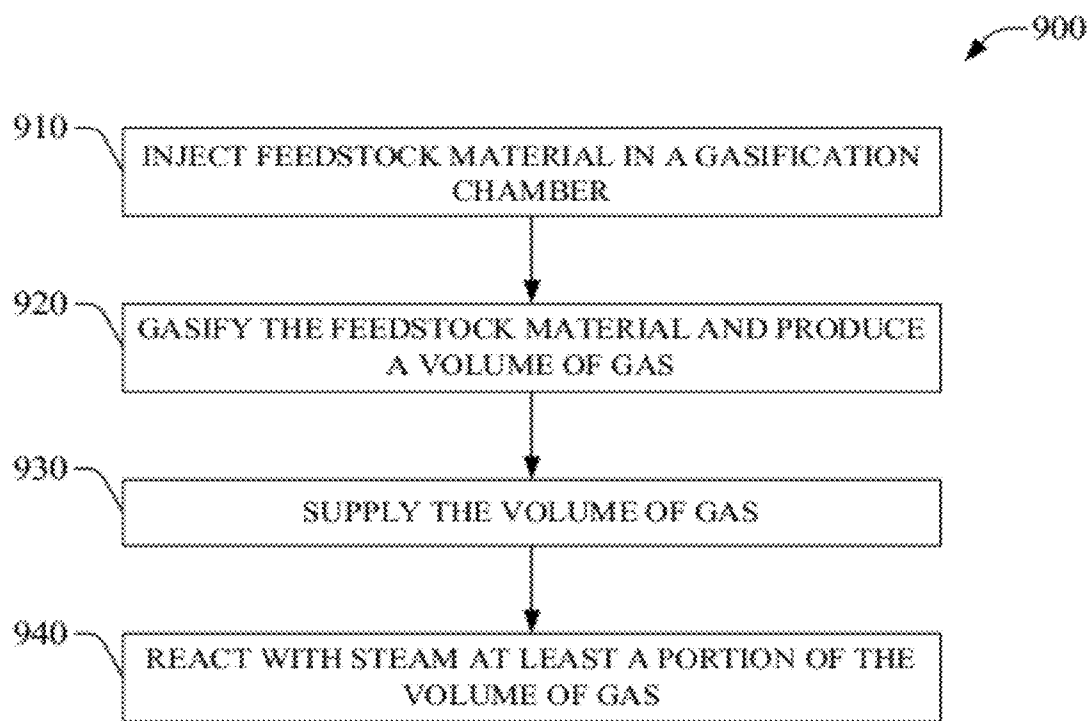 900
910
INJECT FEEDSTOCK MATERIAL IN A GASIFICATION
CHAMBER
920
GASIFY THE FEEDSTOCK MATERIAL AND PRODUCE
A VOLUME OF GAS
930
SUPPLY THE VOLUME OF GAS
940
REACT WITH STEAM AT LEAST A PORTION OF THE
VOLUME OF GAS